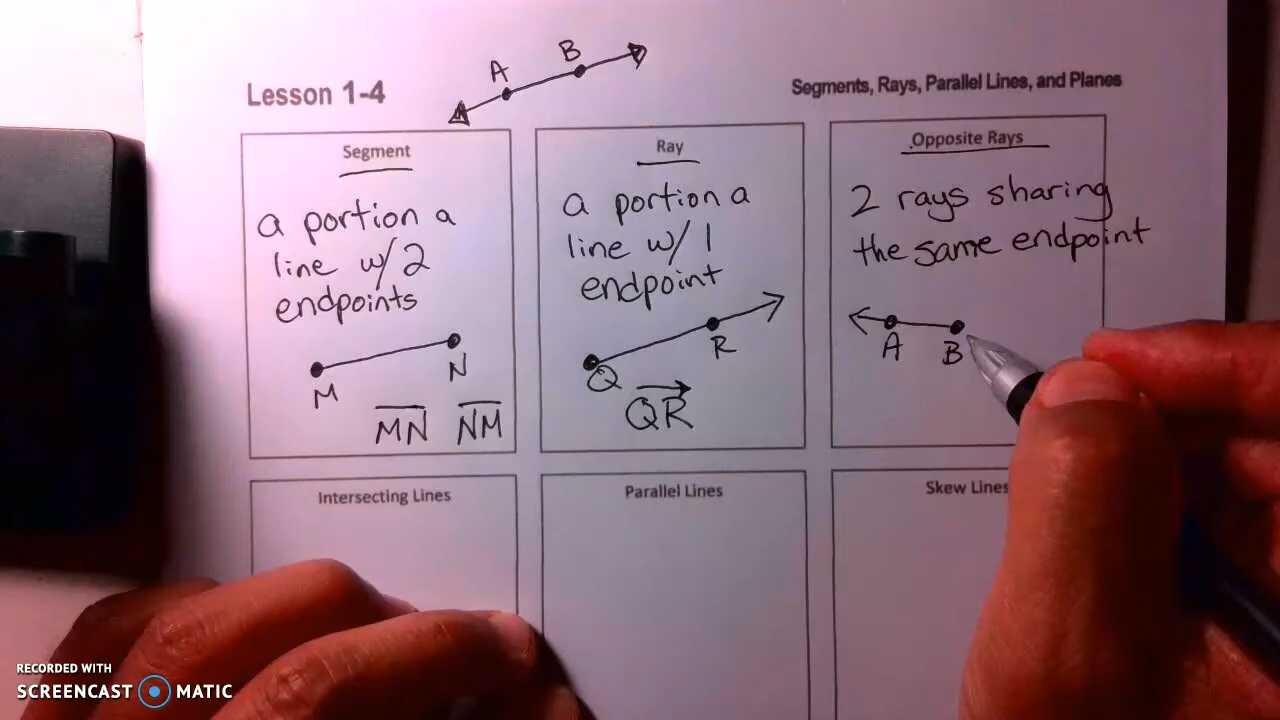 A B
Lesson 1-4
Segments, Rays, Parallel Lines, and Planes
Segment
a portion a
line w/ 2
endpoints
M N
MN NM
Ray
a portion a
line w/ 1
endpoint
Q R
QR
Opposite Rays
2 rays sharing
the same endpoint
A B
Intersecting Lines
Parallel Lines
Skew Lines
RECORDED WITH
SCREENCAST MATIC